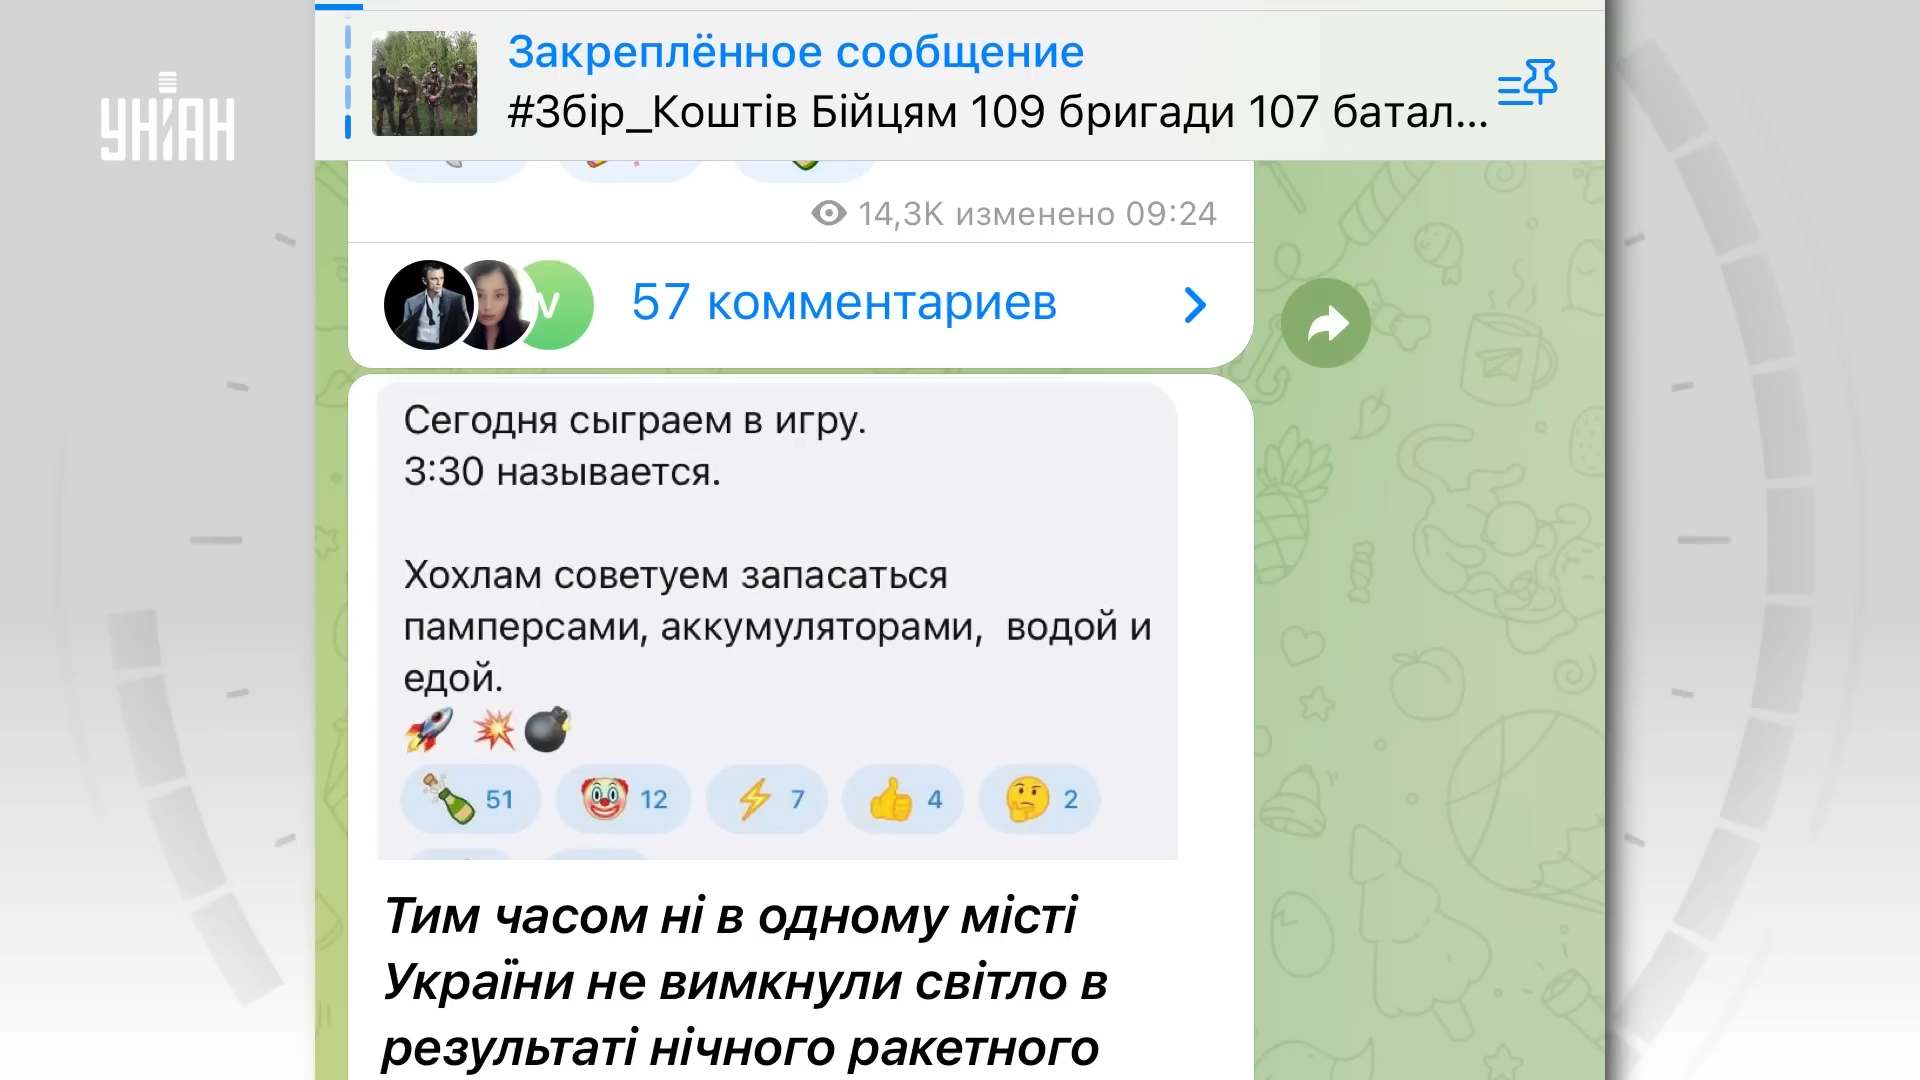 УНІАН
Закреплённое сообщение
#Збір_Коштів Бійцям 109 бригади 107 батал...
14,3K изменено 09:24
V
57 комментариев
Сегодня сыграем в игру.
3:30 называется.
Хохлам советуем запасаться
памперсами, аккумуляторами, водой и
едой.
🚀 💥💣
🍾 51 🤡 12 ⚡ 7 👍 4 🤔 2
Тим часом ні в одному місті
України не вимкнули світло в
результаті нічного ракетного